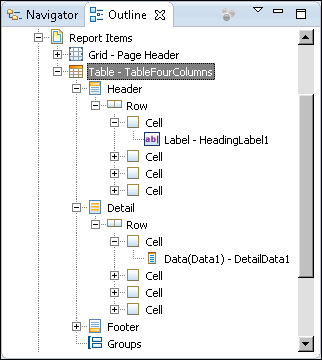 Navigator Outline
Report Items
Grid - Page Header
Table - TableFourColumns
Header
Row
Cell
ab Label - HeadingLabel1
Cell
Cell
Cell
Detail
Row
Cell
Data(Data1) - DetailData1
Cell
Cell
Cell
Footer
Groups